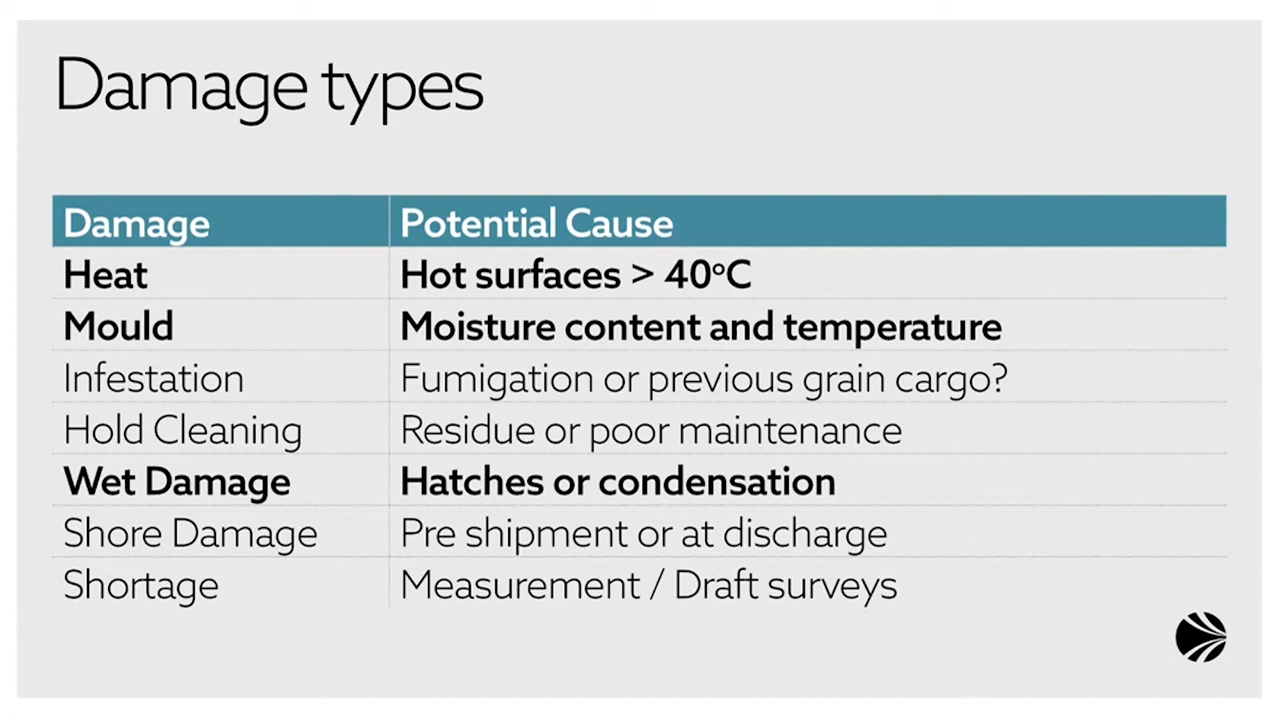 Damage types
Damage Potential Cause
Heat Hot surfaces > 40°C
Mould Moisture content and temperature
Infestation Fumigation or previous grain cargo?
Hold Cleaning Residue or poor maintenance
Wet Damage Hatches or condensation
Shore Damage Pre shipment or at discharge
Shortage Measurement / Draft surveys